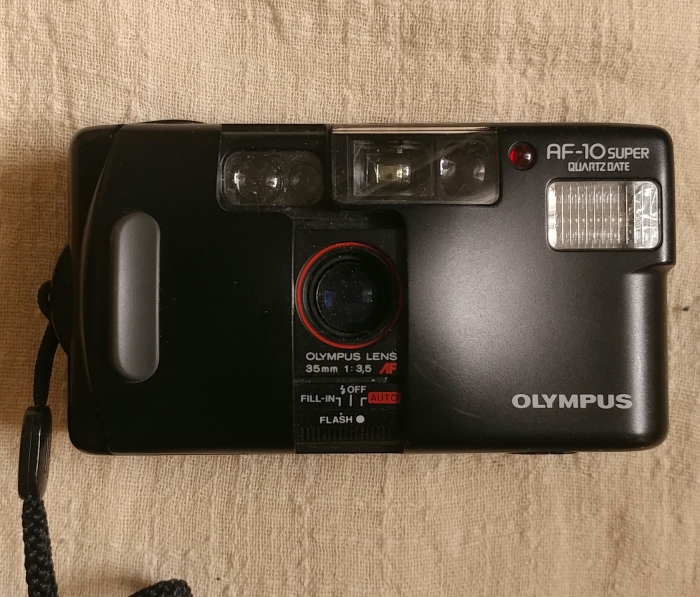 AF-10 SUPER
QUARTZ DATE
OLYMPUS LENS
35mm 1:3,5 AF
OFF
FILL-IN AUTO
FLASH
OLYMPUS